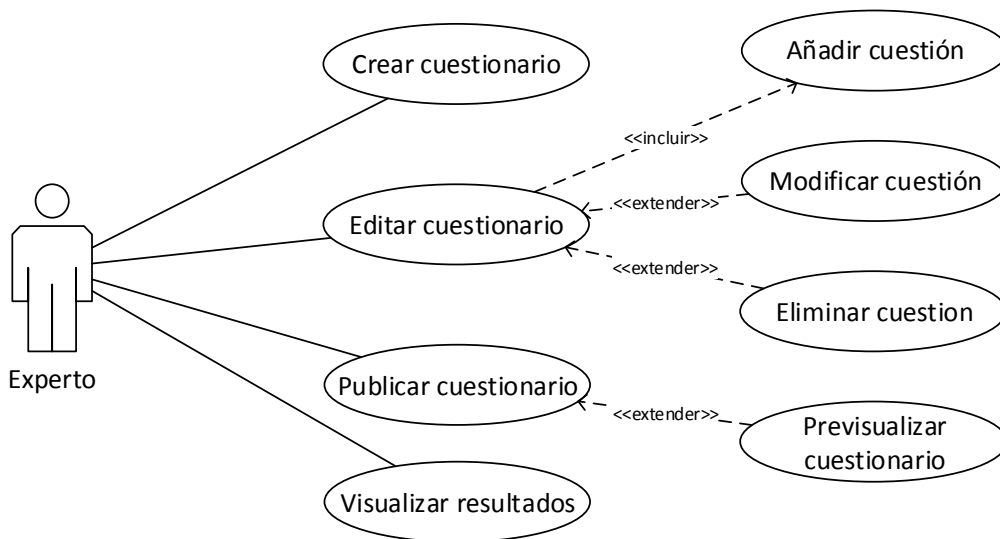 Crear cuestionario
Añadir cuestión
<<incluir>>
Modificar cuestión
<<extender>>
Editar cuestionario
<<extender>>
Eliminar cuestion
Experto
Publicar cuestionario
<<extender>>
Previsualizar
cuestionario
Visualizar resultados